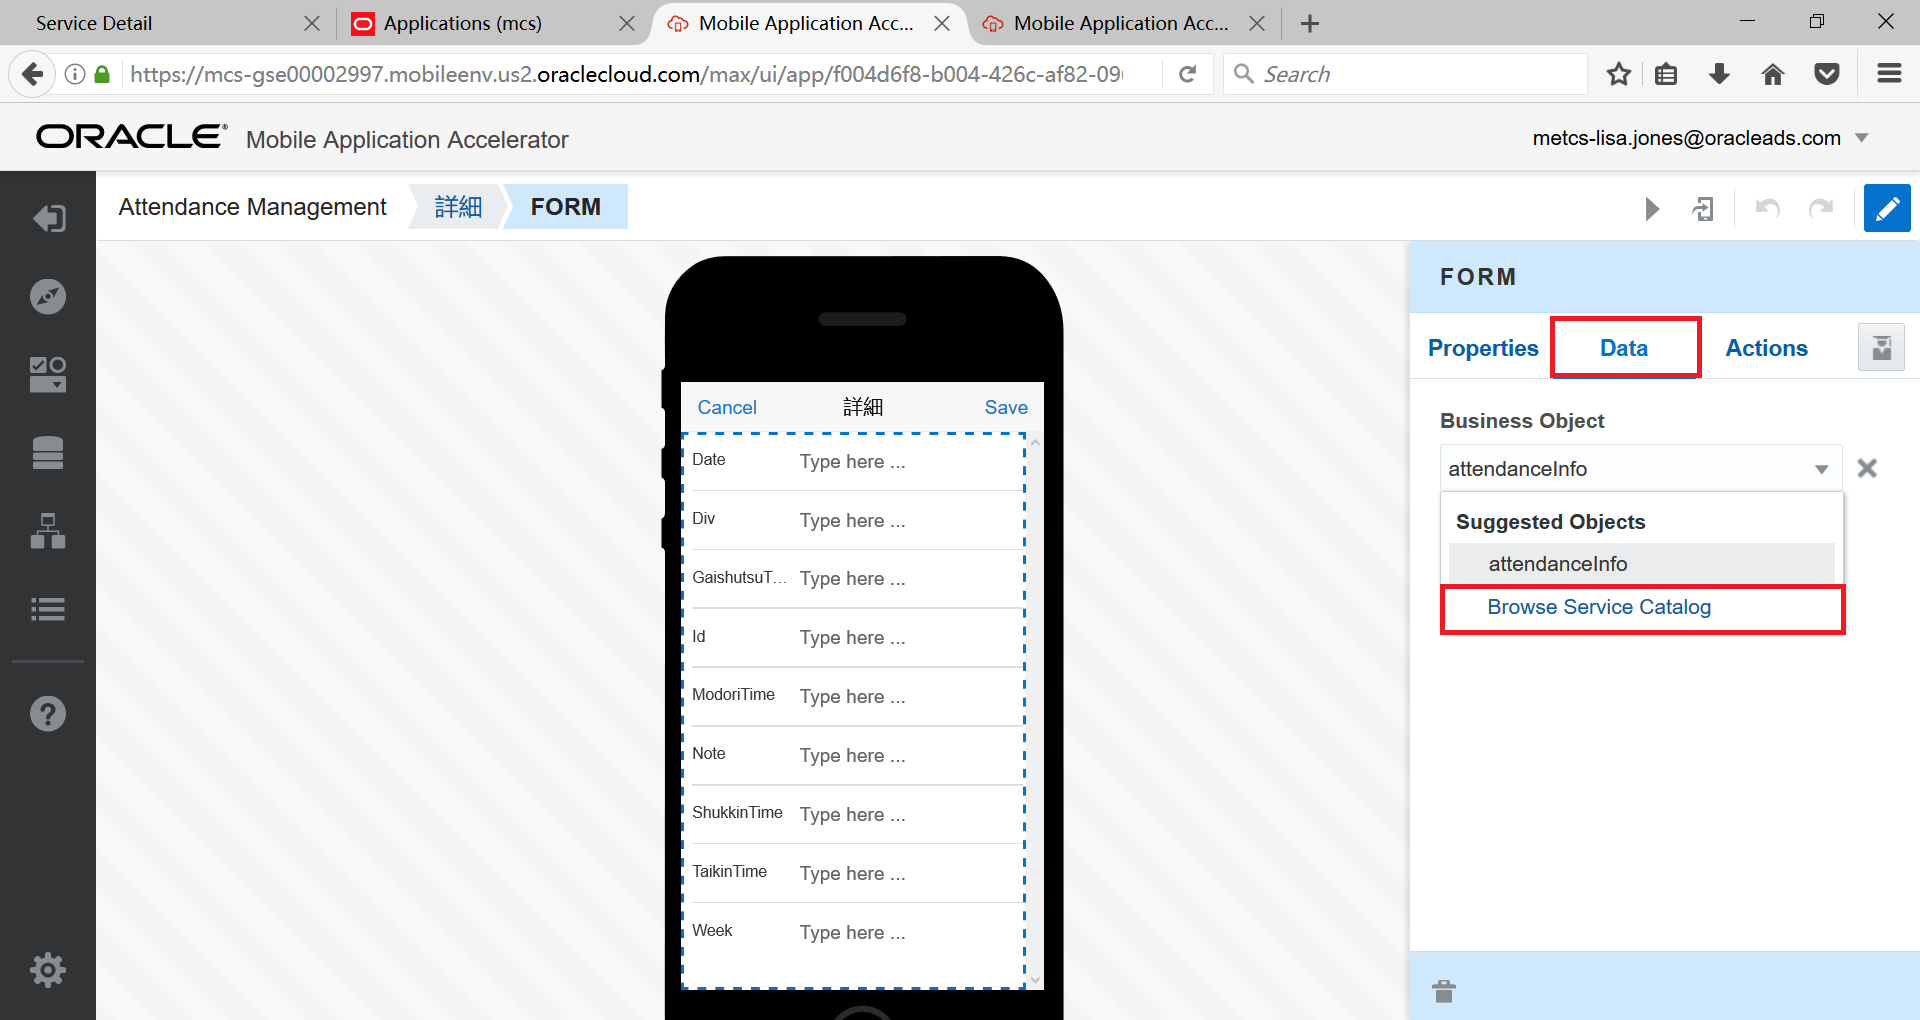 Service Detail
Applications (mcs)
Mobile Application Acc...
Mobile Application Acc...
https://mcs-gse00002997.mobileenv.us2.oraclecloud.com/max/ui/app/f004d6f8-b004-426c-af82-09
Search
ORACLE® Mobile Application Accelerator
metcs-lisa.jones@oracleads.com
Attendance Management
詳細
FORM
FORM
Properties
Data
Actions
Business Object
attendanceInfo
Suggested Objects
attendanceInfo
Browse Service Catalog
Cancel
詳細
Save
Date Type here ...
Div Type here ...
GaishutsuT... Type here ...
Id Type here ...
ModoriTime Type here ...
Note Type here ...
ShukkinTime Type here ...
TaikinTime Type here ...
Week Type here ...